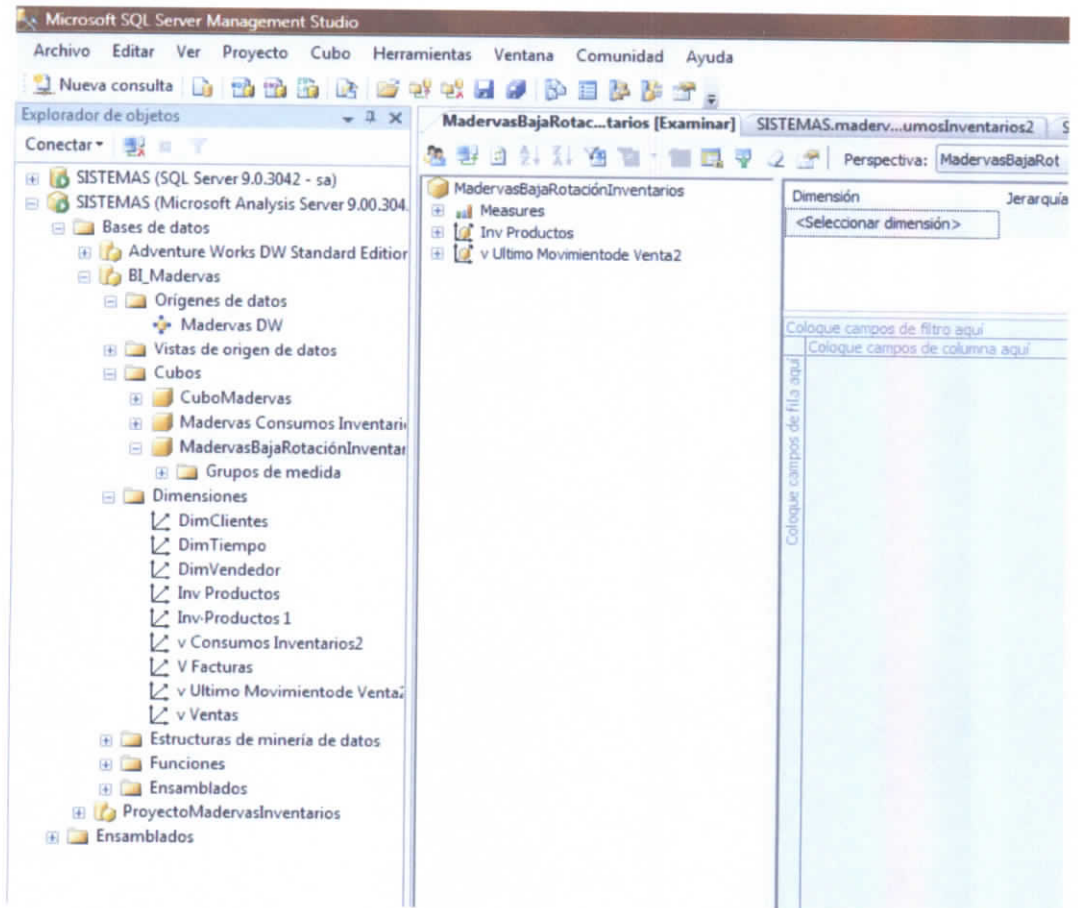 Microsoft SQL Server Management Studio
Archivo Editar Ver Proyecto Cubo Herramientas Ventana Comunidad Ayuda
Nueva consulta
Explorador de objetos
Conectar
SISTEMAS (SQL Server 9.0.3042 - sa)
SISTEMAS (Microsoft Analysis Server 9.00.304
Bases de datos
Adventure Works DW Standard Edition
BI_Madervas
Orígenes de datos
Madervas DW
Vistas de origen de datos
Cubos
CuboMadervas
Madervas Consumos Inventari
MadervasBajaRotaciónInventar
Grupos de medida
Dimensiones
DimClientes
DimTiempo
DimVendedor
Inv Productos
Inv Productos 1
v Consumos Inventarios2
V Facturas
v Ultimo Movimientode Venta2
v Ventas
Estructuras de minería de datos
Funciones
Ensamblados
ProyectoMadervasInventarios
Ensamblados
MadervasBajaRotac...tarios [Examinar]
SISTEMAS.maderv...umosInventarios2
S
Perspectiva: MadervasBajaRot
MadervasBajaRotaciónInventarios
Measures
Inv Productos
v Ultimo Movimientode Venta2
Dimensión Jerarquía
<Seleccionar dimensión>
Coloque campos de filtro aquí
Coloque campos de columna aquí
Coloque campos de fila aquí